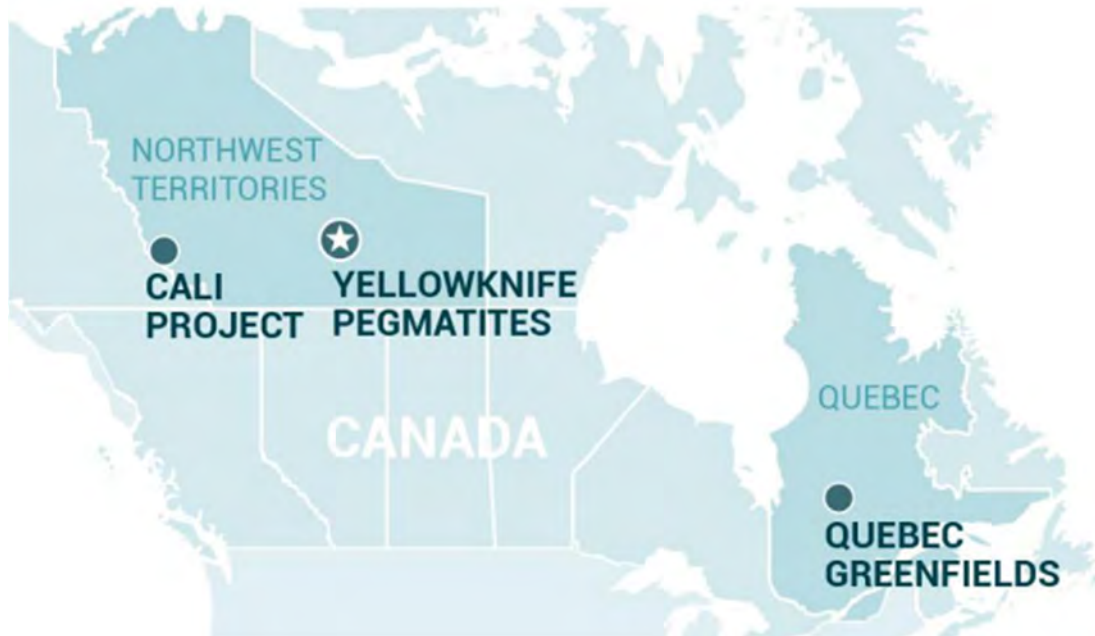 NORTHWEST
TERRITORIES
CALI
PROJECT
YELLOWKNIFE
PEGMATITES
CANADA
QUEBEC
QUEBEC
GREENFIELDS